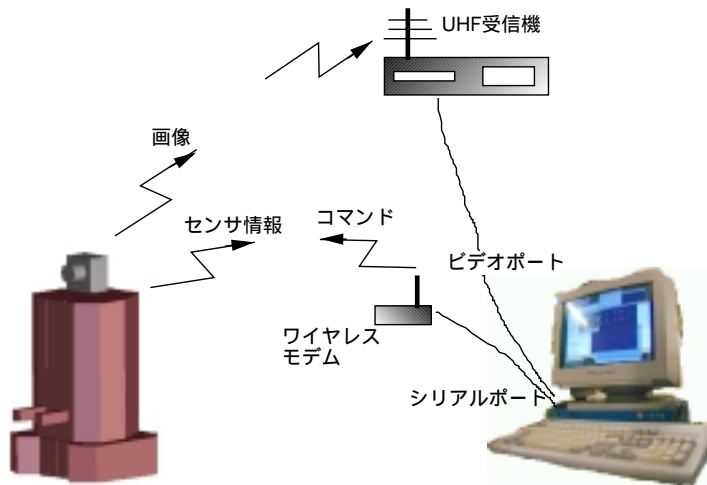 UHF受信機
画像
センサ情報
コマンド
ビデオポート
ワイヤレス
モデム
シリアルポート